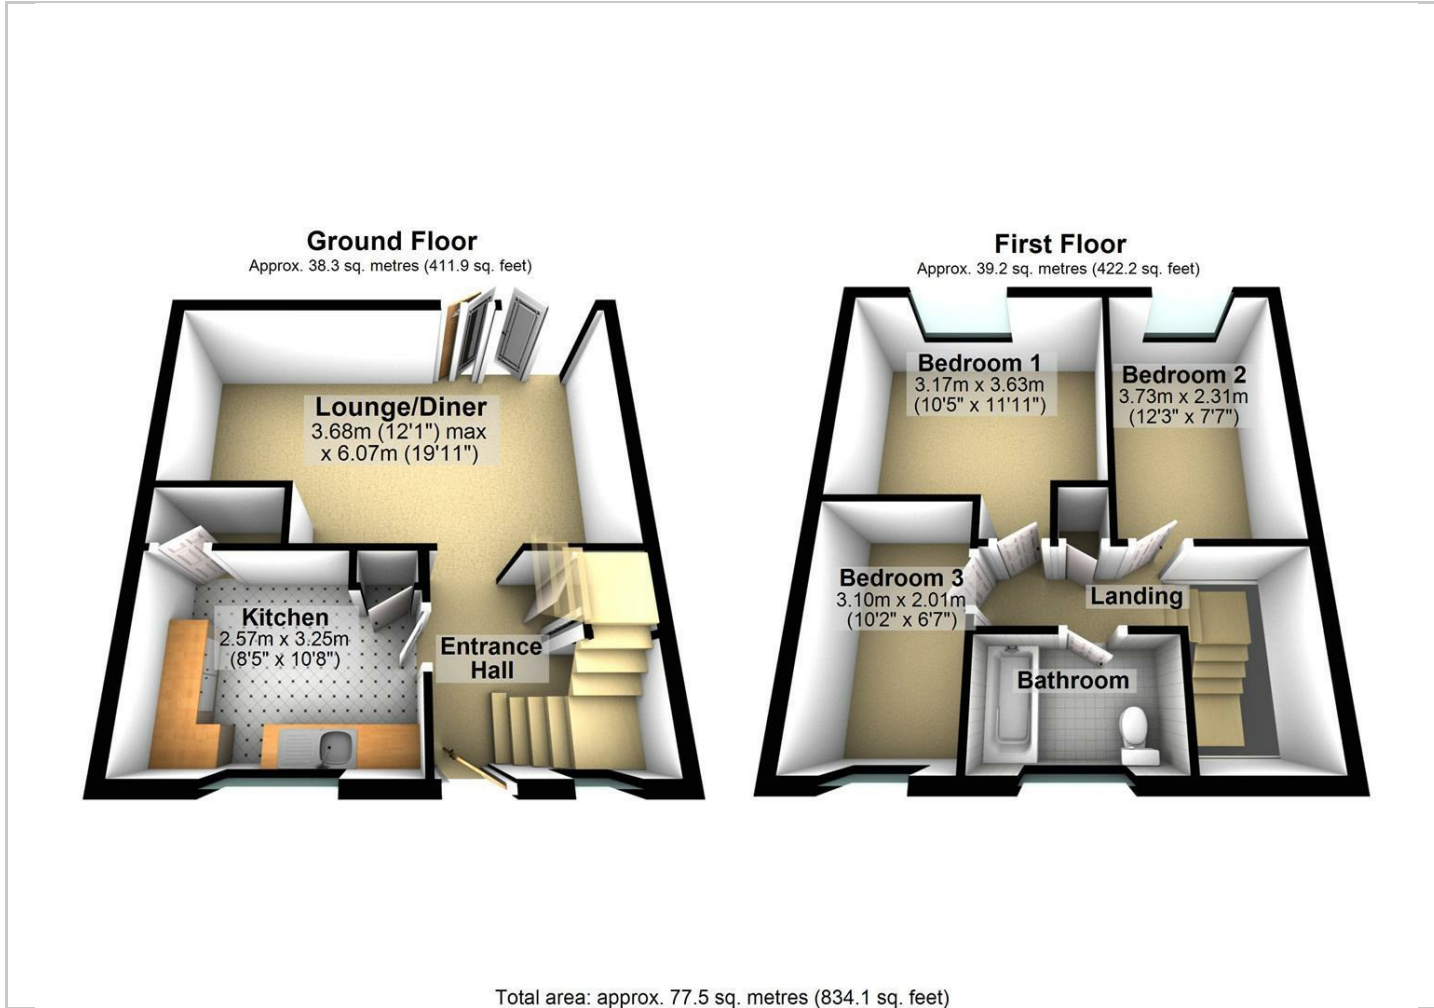 Ground Floor
Approx. 38.3 sq. metres (411.9 sq. feet)
Lounge/Diner
3.68m (12'1") max
x 6.07m (19'11")
Kitchen
2.57m x 3.25m
(8'5" x 10'8")
Entrance
Hall
First Floor
Approx. 39.2 sq. metres (422.2 sq. feet)
Bedroom 1
3.17m x 3.63m
(10'5" x 11'11")
Bedroom 2
3.73m x 2.31m
(12'3" x 7'7")
Bedroom 3
3.10m x 2.01m
(10'2" x 6'7")
Landing
Bathroom
Total area: approx. 77.5 sq. metres (834.1 sq. feet)